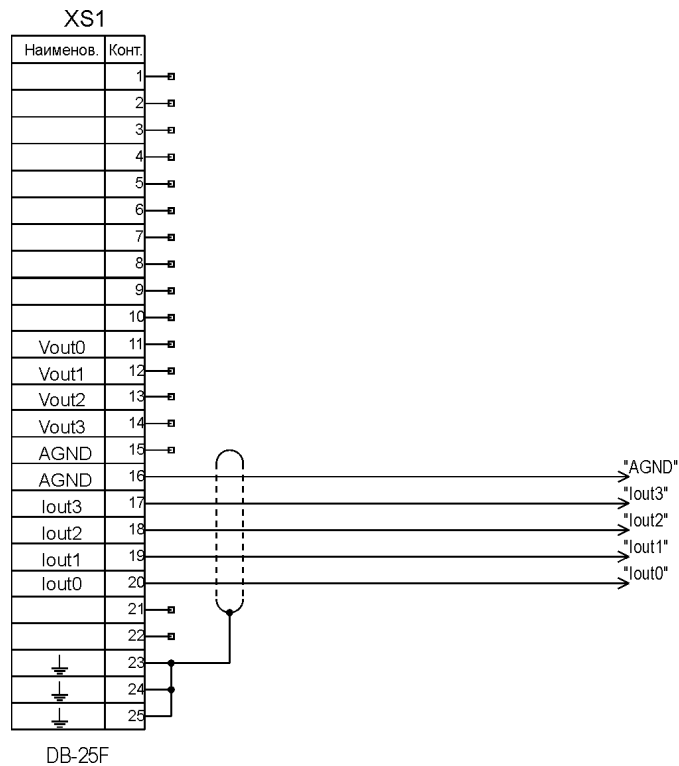 XS1
Наименов. Конт.
1
2
3
4
5
6
7
8
9
10
Vout0 11
Vout1 12
Vout2 13
Vout3 14
AGND 15
AGND 16 "AGND"
Iout3 17 "Iout3"
Iout2 18 "Iout2"
Iout1 19 "Iout1"
Iout0 20 "Iout0"
21
22
23
24
25
DB-25F